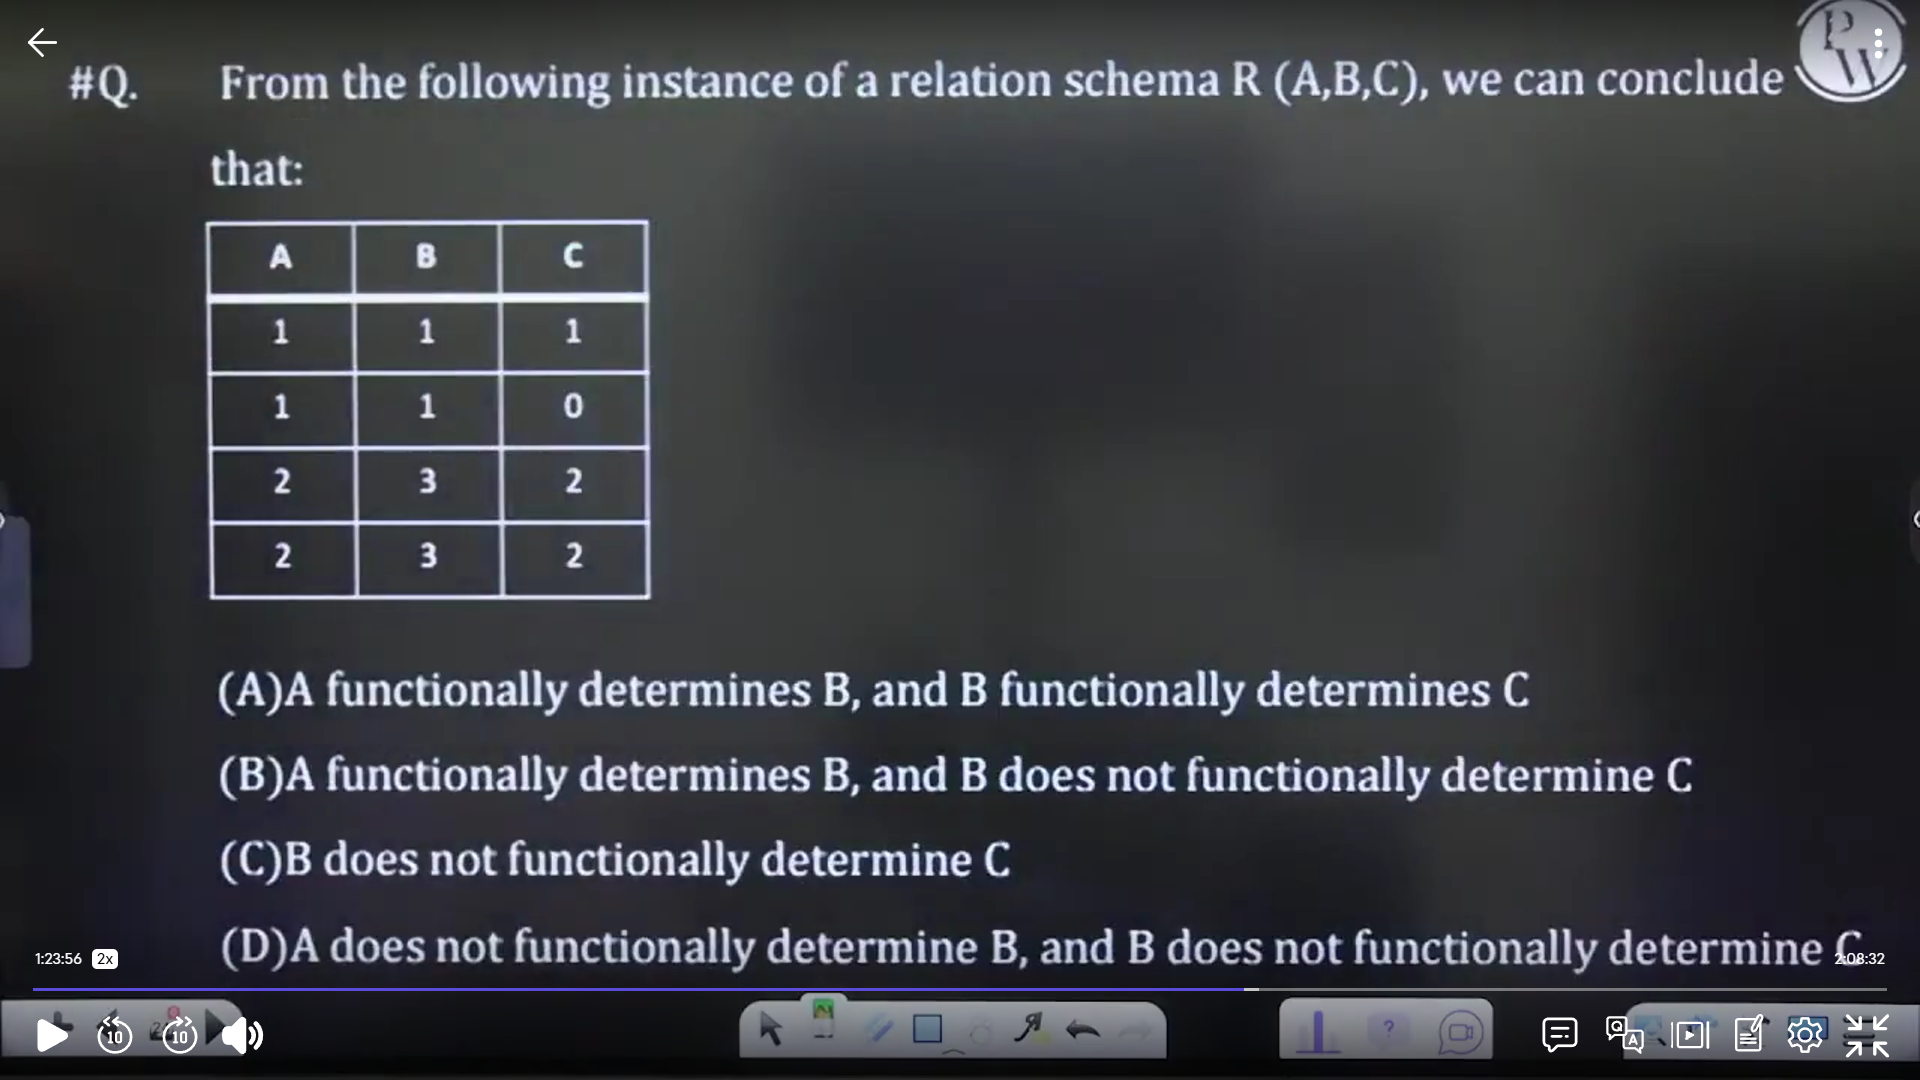 #Q. From the following instance of a relation schema R (A,B,C), we can conclude
that:
PW
A B C
1 1 1
1 1 0
2 3 2
2 3 2
(A)A functionally determines B, and B functionally determines C
(B)A functionally determines B, and B does not functionally determine C
(C)B does not functionally determine C
(D)A does not functionally determine B, and B does not functionally determine C
1:23:56 2x
2:08:32
10 10
?
Q A